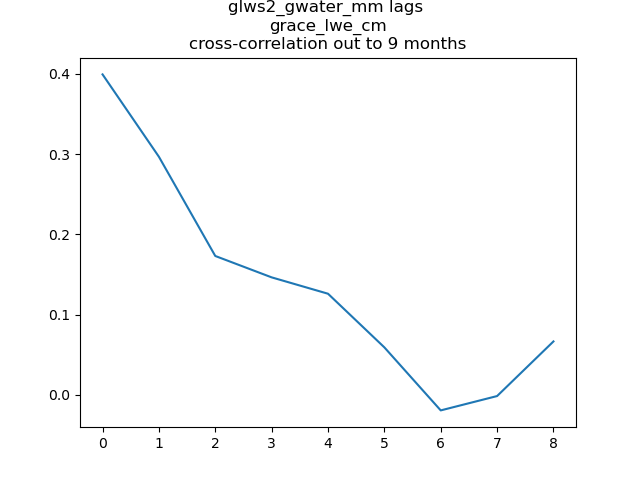 glws2_gwater_mm lags
grace_lwe_cm
cross-correlation out to 9 months
0.4
0.3
0.2
0.1
0.0
0 1 2 3 4 5 6 7 8